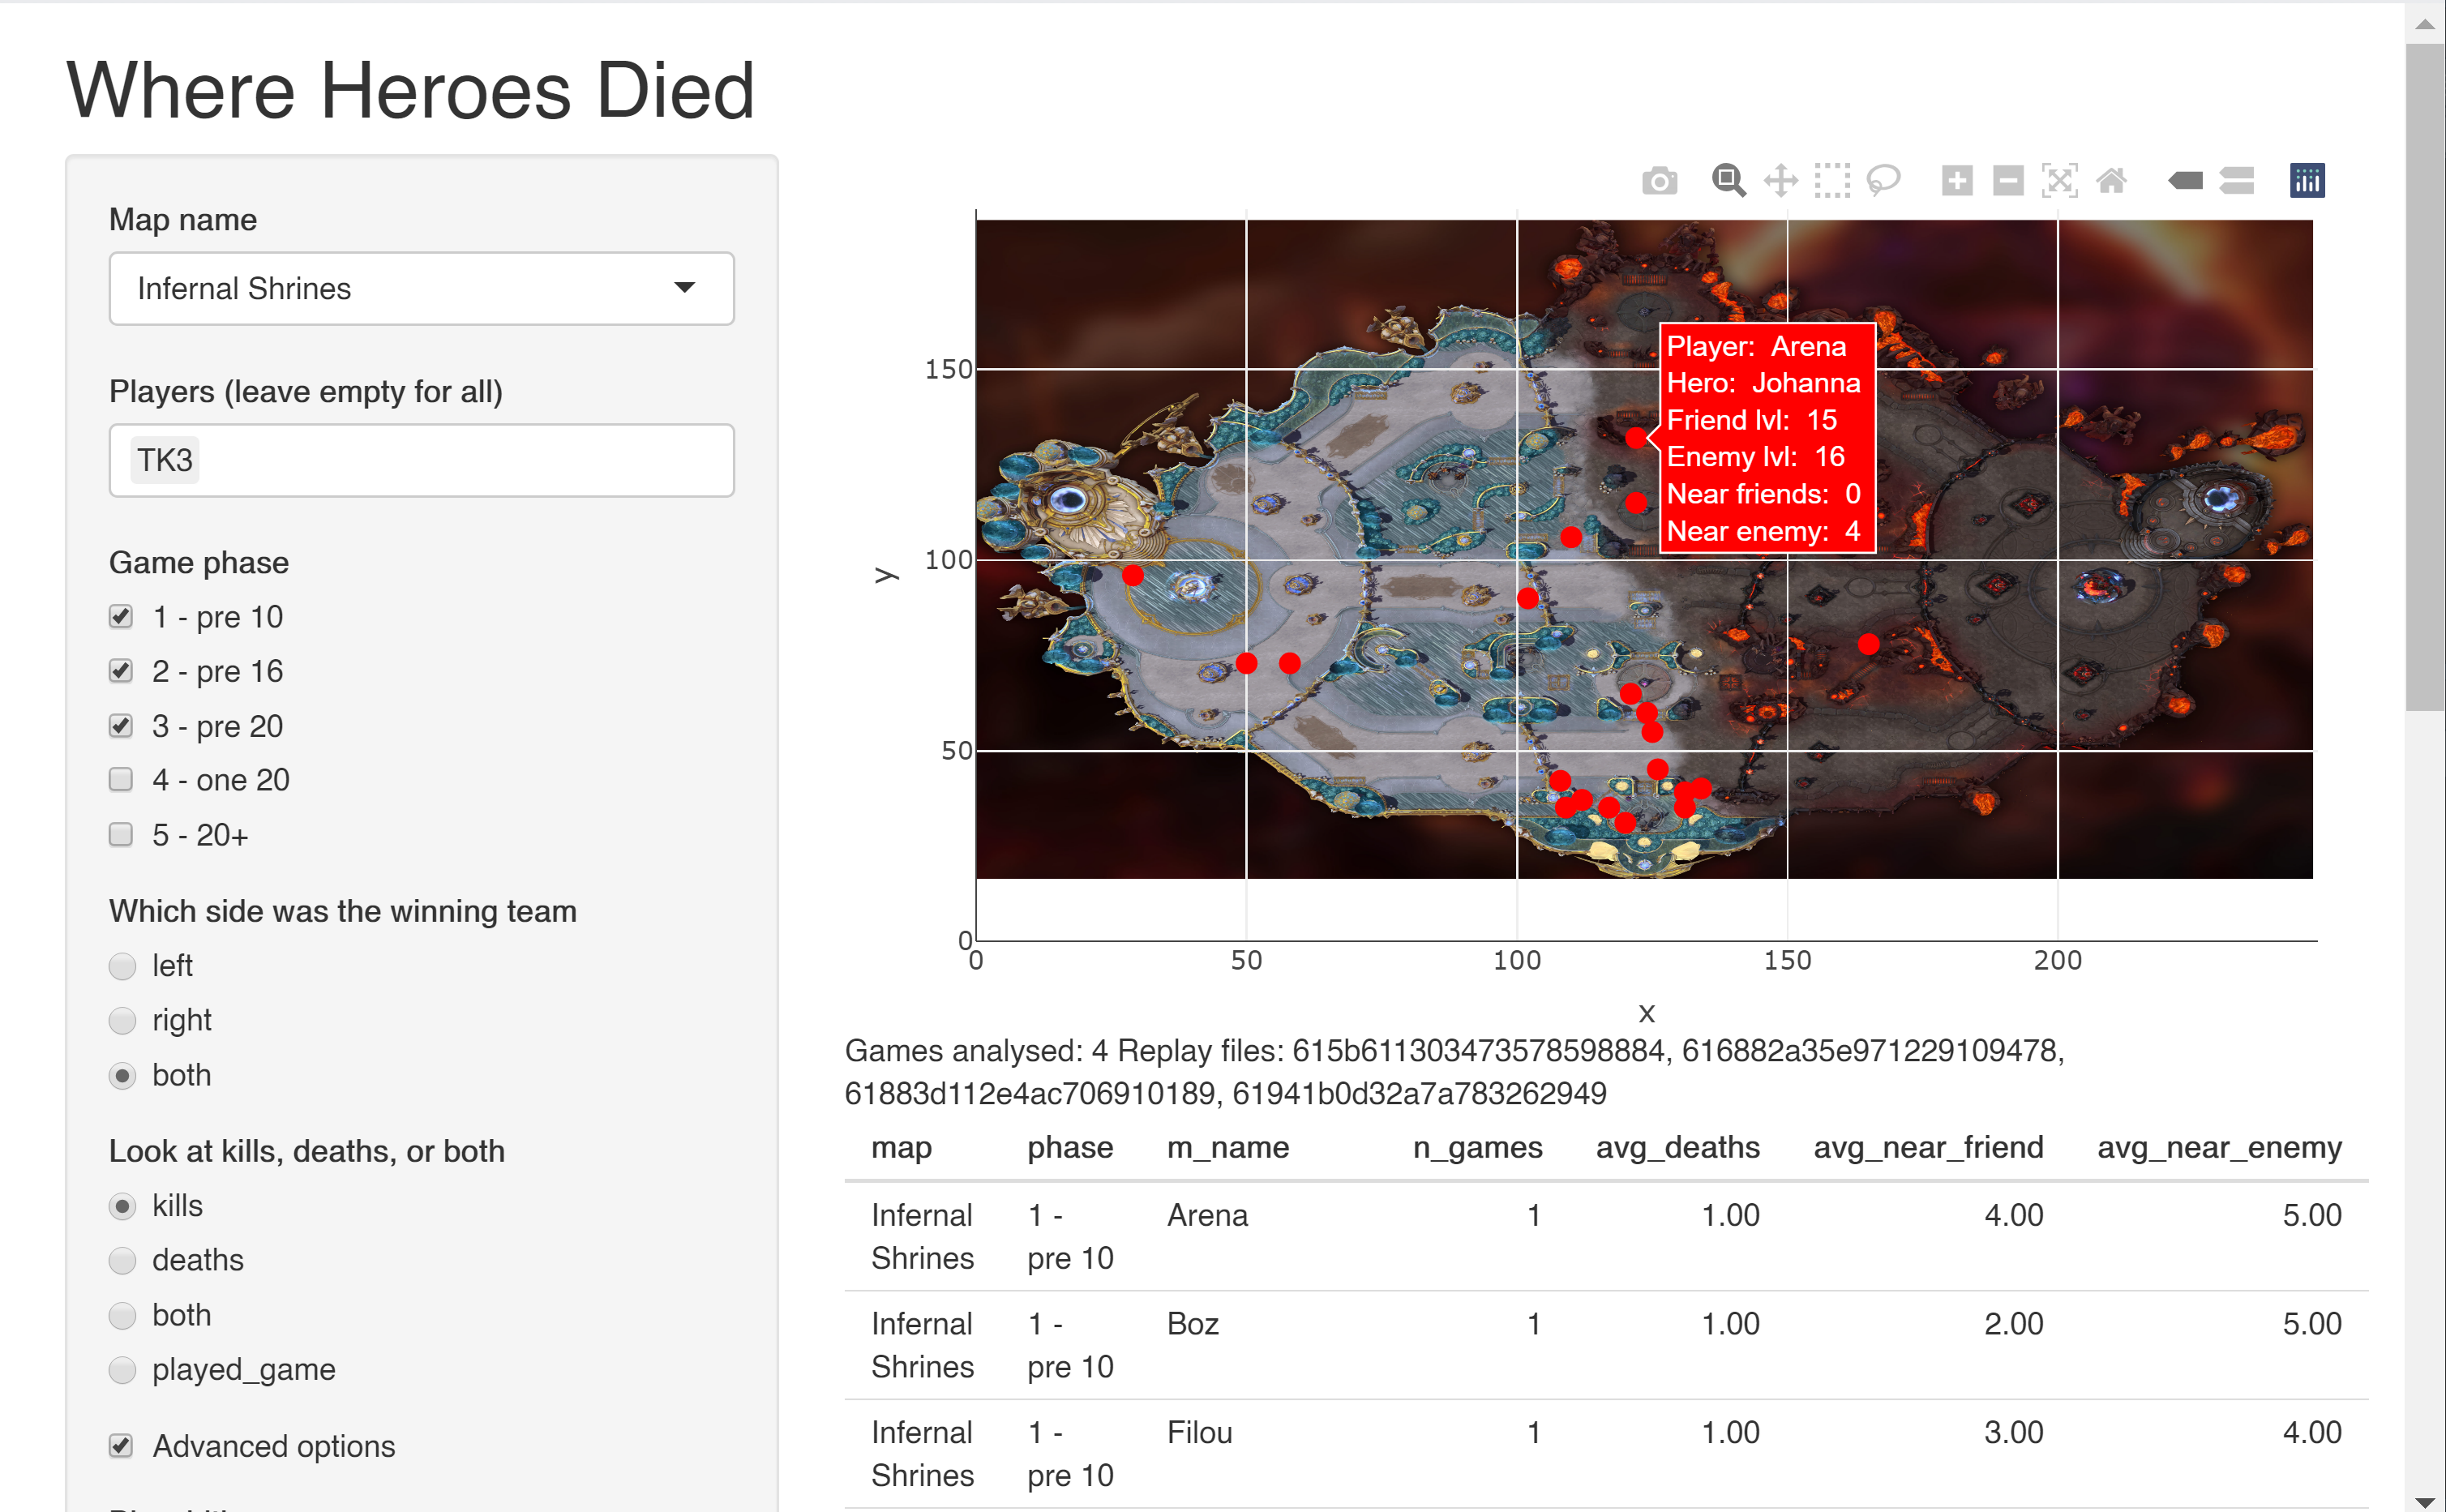 Where Heroes Died
Map name
Infernal Shrines
Players (leave empty for all)
TK3
Game phase
1 - pre 10
2 - pre 16
3 - pre 20
4 - one 20
5 - 20+
Which side was the winning team
left
right
both
Look at kills, deaths, or both
kills
deaths
both
played_game
Advanced options
Player: Arena
Hero: Johanna
Friend lvl: 15
Enemy lvl: 16
Near friends: 0
Near enemy: 4
150
100
50
0
y
0 50 100 150 200
x
Games analysed: 4 Replay files: 615b611303473578598884, 616882a35e971229109478,
61883d112e4ac706910189, 61941b0d32a7a783262949
map phase m_name n_games avg_deaths avg_near_friend avg_near_enemy
Infernal 1 - Arena 1 1.00 4.00 5.00
Shrines pre 10
Infernal 1 - Boz 1 1.00 2.00 5.00
Shrines pre 10
Infernal 1 - Filou 1 1.00 3.00 4.00
Shrines pre 10